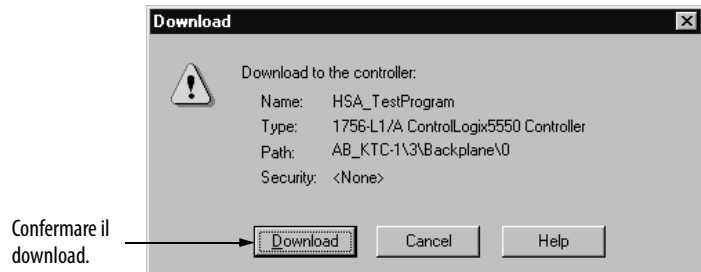 Download
Download to the controller:
Name: HSA_TestProgram
Type: 1756-L1/A ControlLogix5550 Controller
Path: AB_KTC-1\3\Backplane\0
Security: <None>
Confermare il
download.
Download Cancel Help